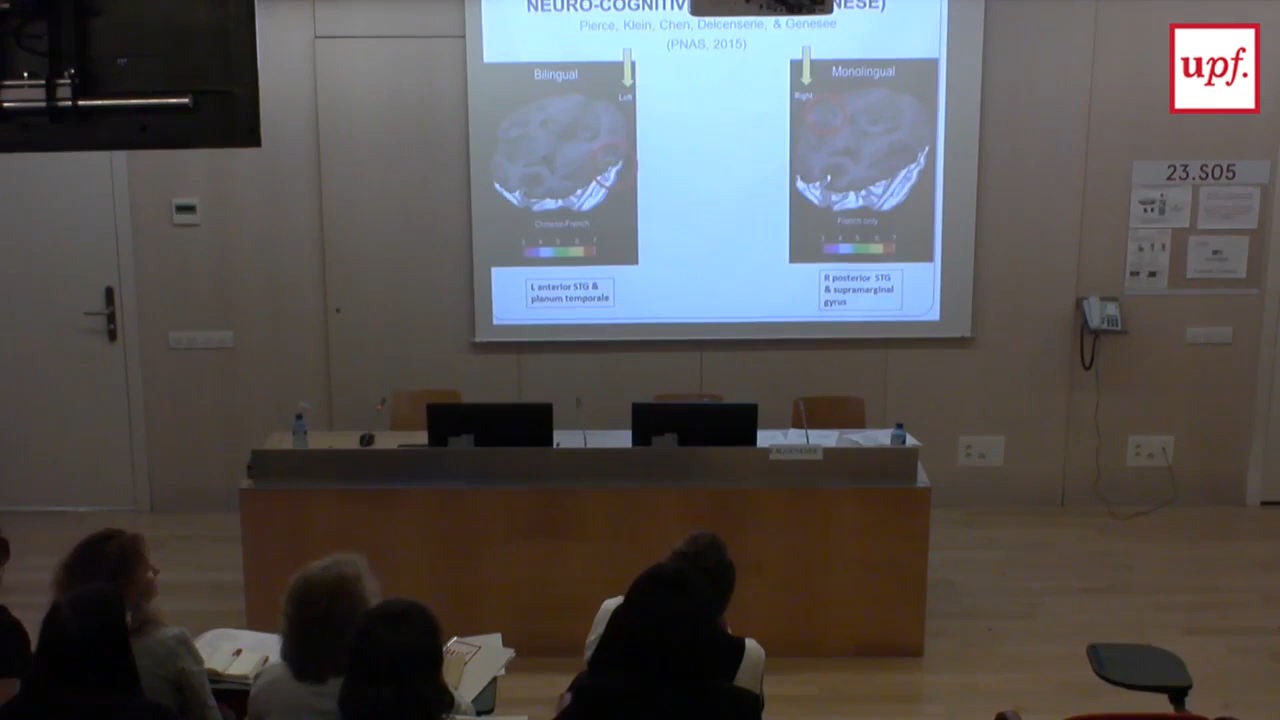 NEURO-COGNITIV NESE)
Pierce, Klein, Chen, Delcenserie, & Genesee
(PNAS, 2015)
Bilingual
Left
Chinese-French
L anterior STG &
planum temporale
Monolingual
Right
French only
R posterior STG
& supramarginal
gyrus
upf.
23.S05